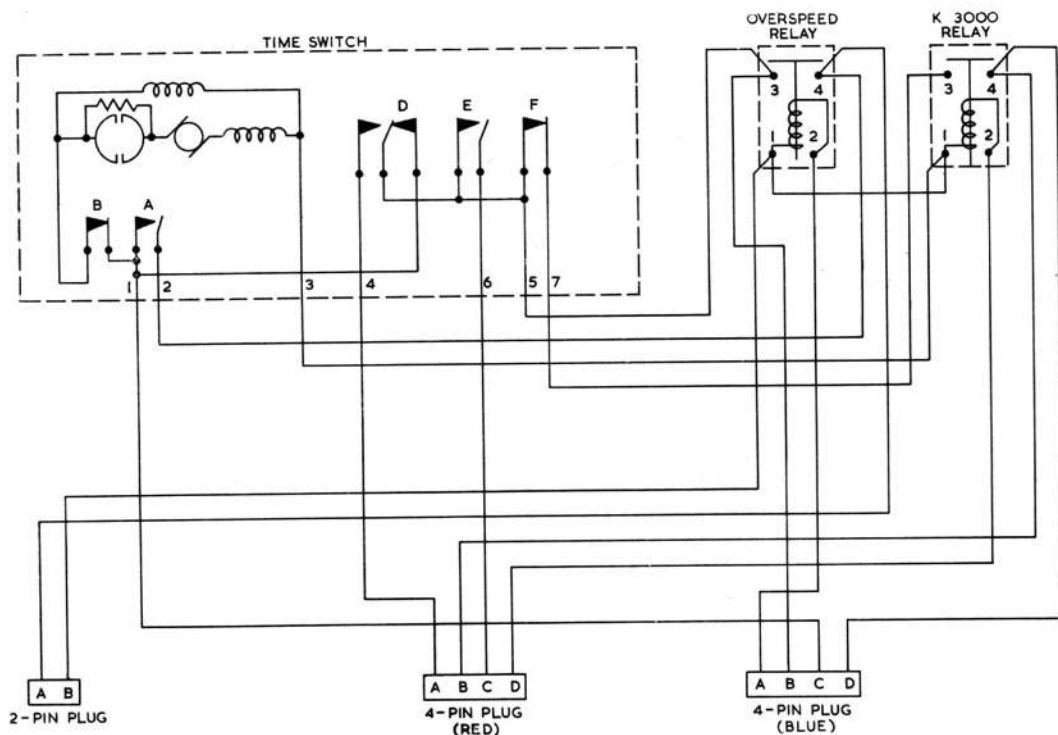 OVERSPEED
RELAY
K 3000
RELAY
TIME SWITCH
3 4
3 4
D E F
1 2
1 2
B A
1 2 3 4 6 5 7
A B
2-PIN PLUG
A B C D
4-PIN PLUG
(RED)
A B C D
4-PIN PLUG
(BLUE)